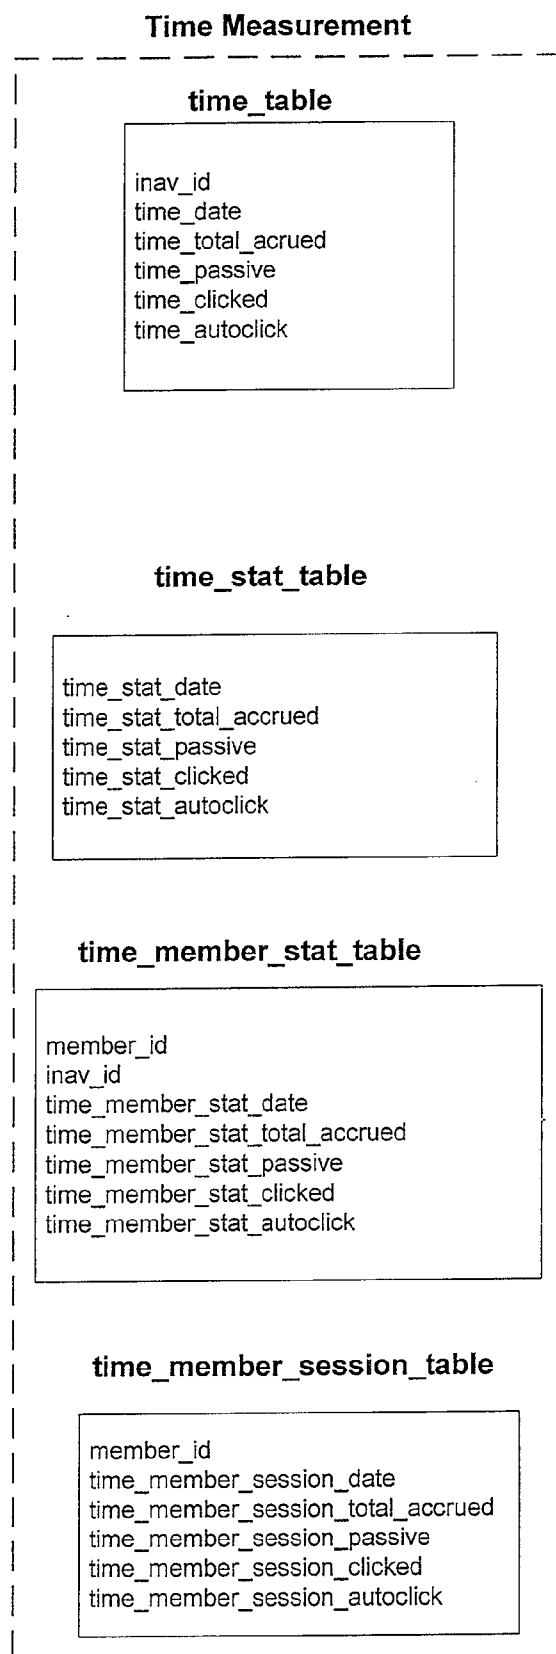 Time Measurement
time_table
inav_id
time_date
time_total_acrued
time_passive
time_clicked
time_autoclick
time_stat_table
time_stat_date
time_stat_total_accrued
time_stat_passive
time_stat_clicked
time_stat_autoclick
time_member_stat_table
member_id
inav_id
time_member_stat_date
time_member_stat_total_accrued
time_member_stat_passive
time_member_stat_clicked
time_member_stat_autoclick
time_member_session_table
member_id
time_member_session_date
time_member_session_total_accrued
time_member_session_passive
time_member_session_clicked
time_member_session_autoclick